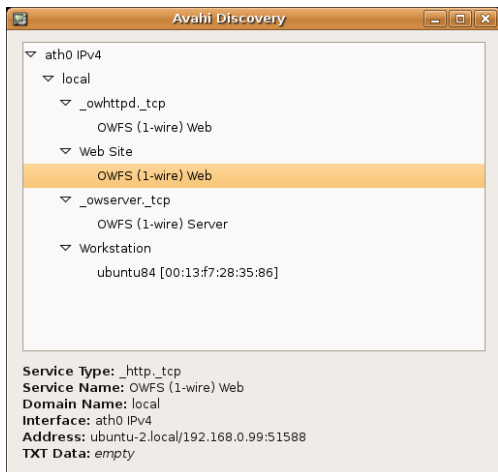 Avahi Discovery
ath0 IPv4
local
_owhttpd._tcp
OWFS (1-wire) Web
Web Site
OWFS (1-wire) Web
_owserver._tcp
OWFS (1-wire) Server
Workstation
ubuntu84 [00:13:f7:28:35:86]
Service Type: _http._tcp
Service Name: OWFS (1-wire) Web
Domain Name: local
Interface: ath0 IPv4
Address: ubuntu-2.local/192.168.0.99:51588
TXT Data: empty